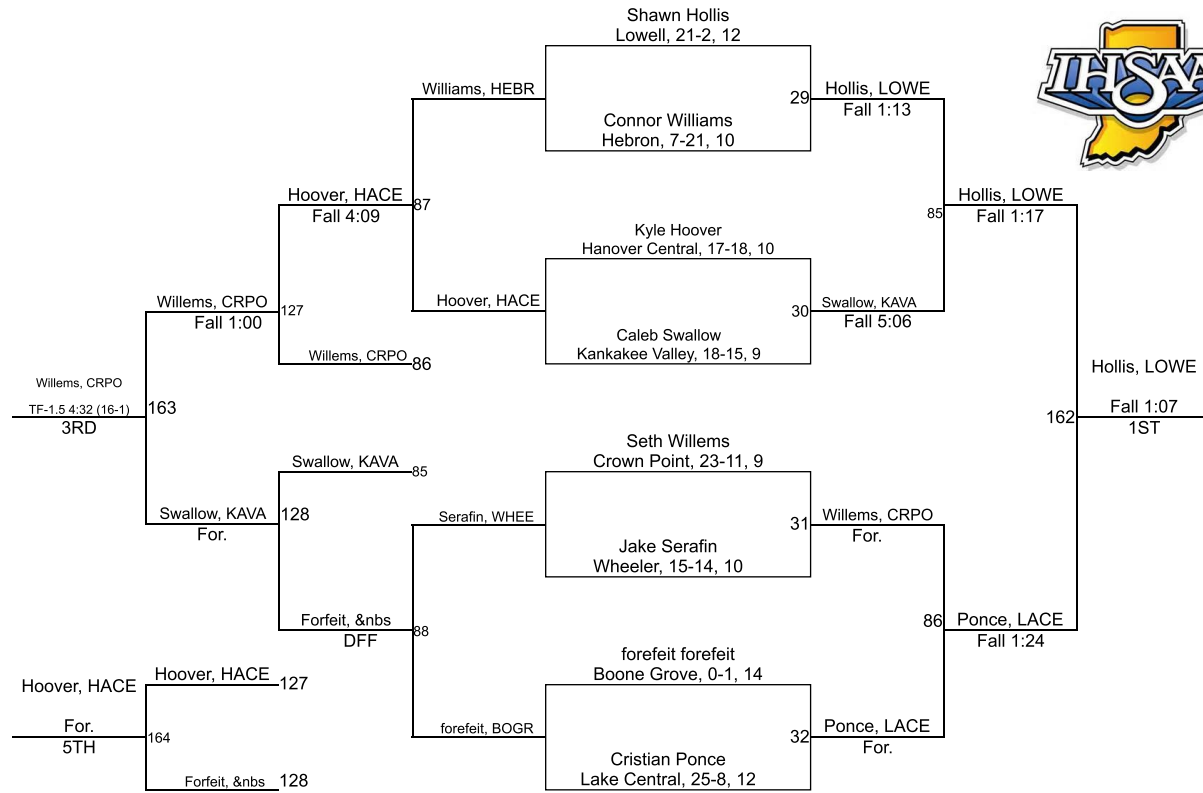 Shawn Hollis
Lowell, 21-2, 12
IHSAA
Williams, HEBR
29
Hollis, LOWE
Fall 1:13
Connor Williams
Hebron, 7-21, 10
Hoover, HACE
Fall 4:09
87
85
Hollis, LOWE
Fall 1:17
Kyle Hoover
Hanover Central, 17-18, 10
Willems, CRPO
Fall 1:00
127
Hoover, HACE
30
Swallow, KAVA
Fall 5:06
Caleb Swallow
Kankakee Valley, 18-15, 9
Willems, CRPO
86
Willems, CRPO
TF-1.5 4:32 (16-1)
3RD
163
Hollis, LOWE
162
Fall 1:07
1ST
Seth Willems
Crown Point, 23-11, 9
Swallow, KAVA
85
Swallow, KAVA
For.
128
Serafin, WHEE
31
Willems, CRPO
For.
Jake Serafin
Wheeler, 15-14, 10
Forfeit, &nbs
DFF
88
86
Ponce, LACE
Fall 1:24
forefeit forefeit
Boone Grove, 0-1, 14
Hoover, HACE
Hoover, HACE
127
For.
5TH
164
forefeit, BOGR
32
Ponce, LACE
For.
Cristian Ponce
Lake Central, 25-8, 12
Forfeit, &nbs
128